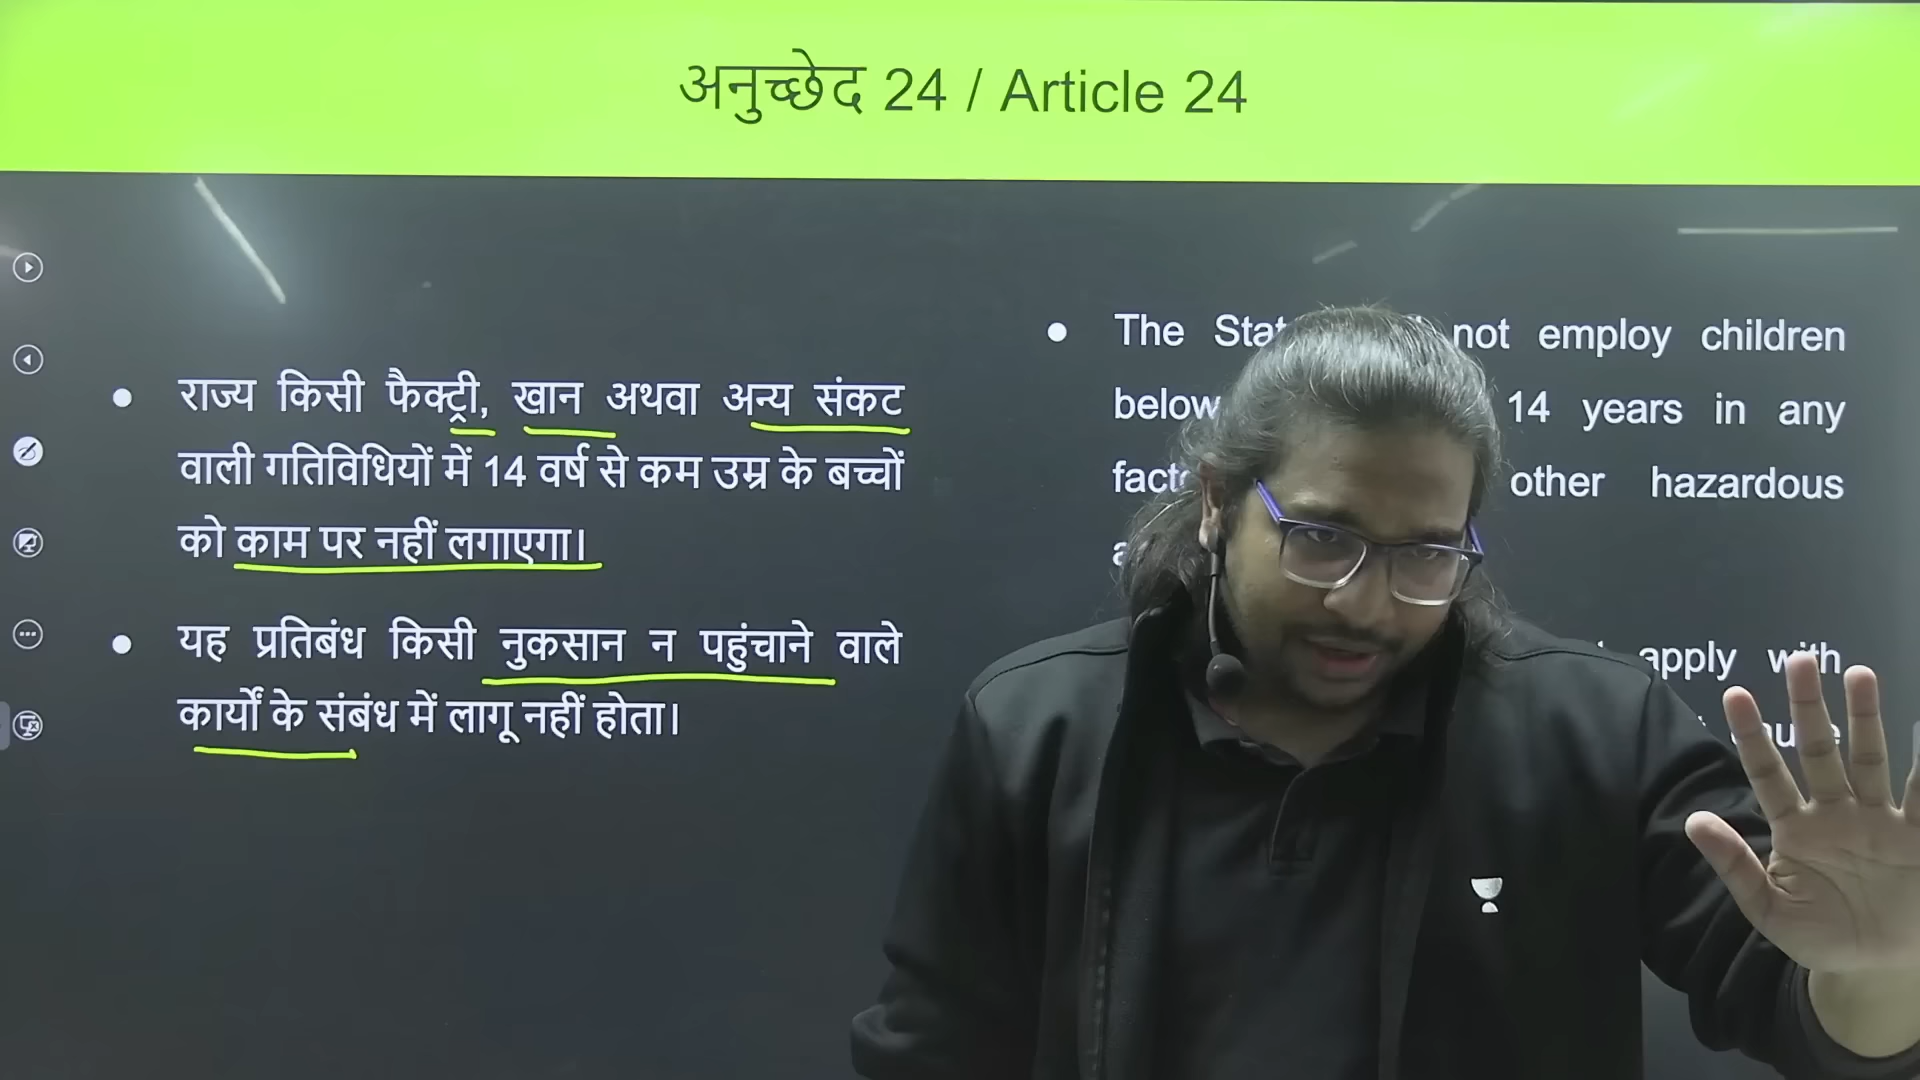 अनुच्छेद 24 / Article 24
राज्य किसी फैक्ट्री, खान अथवा अन्य संकट
वाली गतिविधियों में 14 वर्ष से कम उम्र के बच्चों
को काम पर नहीं लगाएगा।
यह प्रतिबंध किसी नुकसान न पहुंचाने वाले
कार्यों के संबंध में लागू नहीं होता।
The not employ children
below 14 years in any
other hazardous
apply with